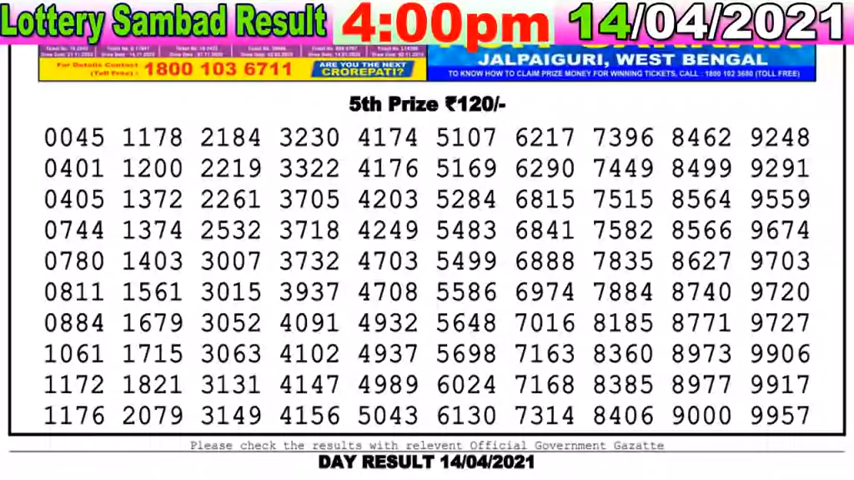 Lottery Sambad Result 4:00pm 14/04/2021
For Details Contact
(Toll Free) : 1800 103 6711
ARE YOU THE NEXT
CROREPATI?
JALPAIGURI, WEST BENGAL
TO KNOW HOW TO CLAIM PRIZE MONEY FOR WINNING TICKETS, CALL : 1800 102 3680 (TOLL FREE)
5th Prize ₹120/-
0045 1178 2184 3230 4174 5107 6217 7396 8462 9248
0401 1200 2219 3322 4176 5169 6290 7449 8499 9291
0405 1372 2261 3705 4203 5284 6815 7515 8564 9559
0744 1374 2532 3718 4249 5483 6841 7582 8566 9674
0780 1403 3007 3732 4703 5499 6888 7835 8627 9703
0811 1561 3015 3937 4708 5586 6974 7884 8740 9720
0884 1679 3052 4091 4932 5648 7016 8185 8771 9727
1061 1715 3063 4102 4937 5698 7163 8360 8973 9906
1172 1821 3131 4147 4989 6024 7168 8385 8977 9917
1176 2079 3149 4156 5043 6130 7314 8406 9000 9957
Please check the results with relevent Official Government Gazatte
DAY RESULT 14/04/2021